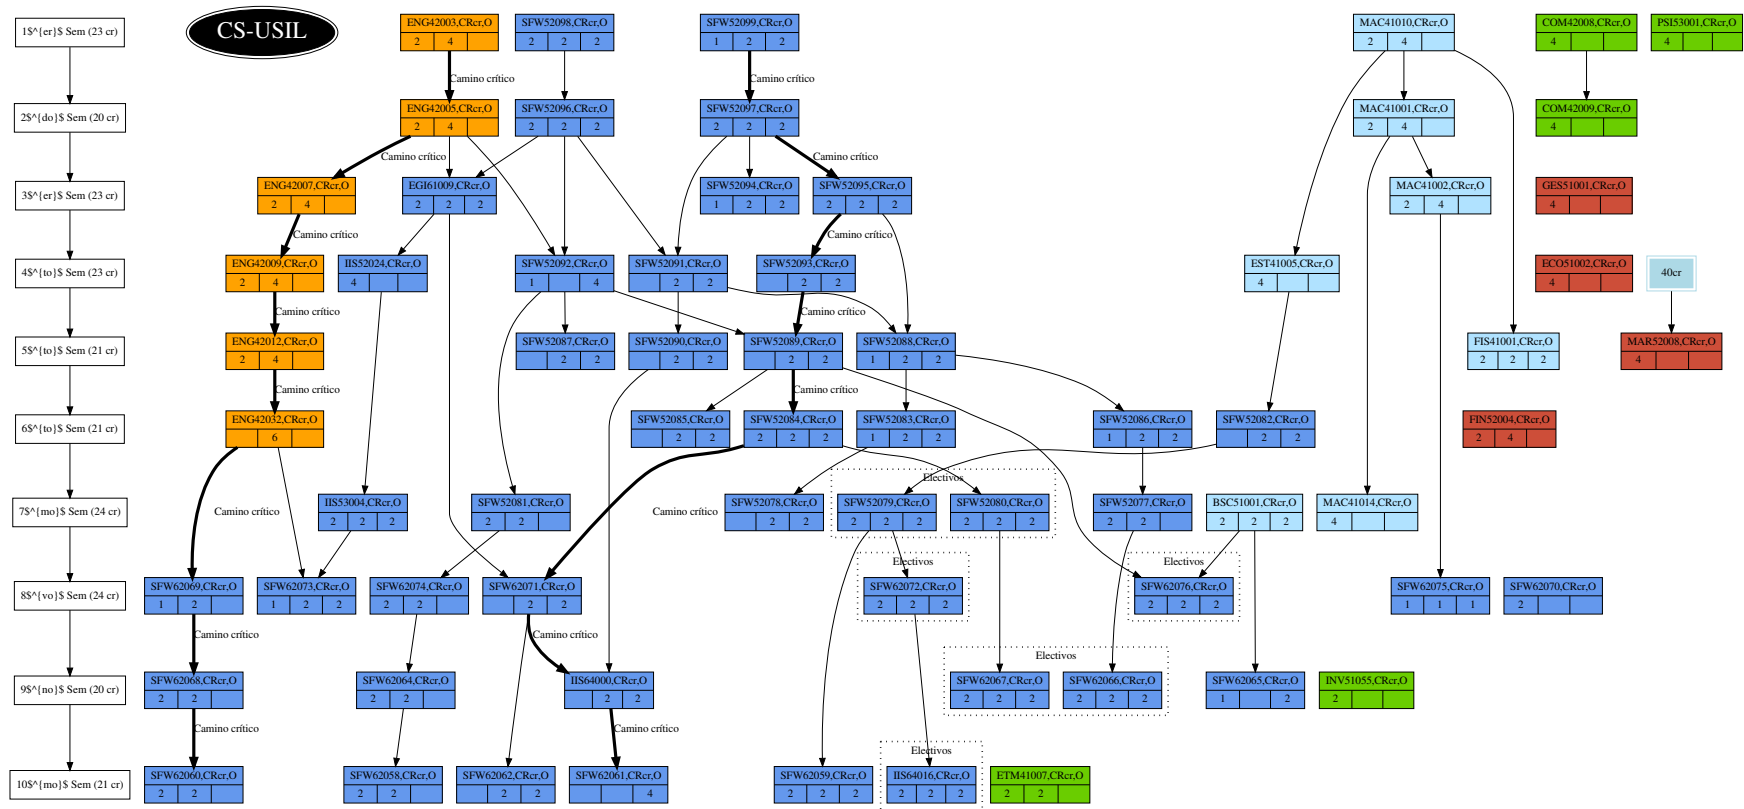 1$^{er}$ Sem (23 cr)
CS-USIL
ENG42003,CRcr,O
2 4
SFW52098,CRcr,O
2 2 2
SFW52099,CRcr,O
1 2 2
MAC41010,CRcr,O
2 4
COM42008,CRcr,O
4
PSI53001,CRcr,O
4
Camino crítico
Camino crítico
2$^{do}$ Sem (20 cr)
ENG42005,CRcr,O
2 4
SFW52096,CRcr,O
2 2 2
SFW52097,CRcr,O
2 2 2
MAC41001,CRcr,O
2 4
COM42009,CRcr,O
4
Camino crítico
Camino crítico
3$^{er}$ Sem (23 cr)
ENG42007,CRcr,O
2 4
EGI61009,CRcr,O
2 2 2
SFW52094,CRcr,O
1 2 2
SFW52095,CRcr,O
2 2 2
MAC41002,CRcr,O
2 4
GES51001,CRcr,O
4
Camino crítico
Camino crítico
4$^{to}$ Sem (23 cr)
ENG42009,CRcr,O
2 4
IIS52024,CRcr,O
4
SFW52092,CRcr,O
1 4
SFW52091,CRcr,O
2 2
SFW52093,CRcr,O
2 2
EST41005,CRcr,O
4
ECO51002,CRcr,O
4
40cr
Camino crítico
Camino crítico
5$^{to}$ Sem (21 cr)
ENG42012,CRcr,O
2 4
SFW52087,CRcr,O
2 2
SFW52090,CRcr,O
2 2
SFW52089,CRcr,O
2 2
SFW52088,CRcr,O
1 2 2
FIS41001,CRcr,O
2 2 2
MAR52008,CRcr,O
4
Camino crítico
Camino crítico
6$^{to}$ Sem (21 cr)
ENG42032,CRcr,O
6
SFW52085,CRcr,O
2 2
SFW52084,CRcr,O
2 2 2
SFW52083,CRcr,O
1 2 2
SFW52086,CRcr,O
1 2 2
SFW52082,CRcr,O
2 2
FIN52004,CRcr,O
2 4
Electivos
7$^{mo}$ Sem (24 cr)
Camino crítico
IIS53004,CRcr,O
2 2 2
SFW52081,CRcr,O
2 2
Camino crítico
SFW52078,CRcr,O
2 2
SFW52079,CRcr,O
2 2 2
SFW52080,CRcr,O
2 2 2
SFW52077,CRcr,O
2 2
BSC51001,CRcr,O
2 2 2
MAC41014,CRcr,O
4
Electivos
Electivos
8$^{vo}$ Sem (24 cr)
SFW62069,CRcr,O
1 2
SFW62073,CRcr,O
1 2 2
SFW62074,CRcr,O
2 2
SFW62071,CRcr,O
2 2
SFW62072,CRcr,O
2 2 2
SFW62076,CRcr,O
2 2 2
SFW62075,CRcr,O
1 1 1
SFW62070,CRcr,O
2
Camino crítico
Camino crítico
Electivos
9$^{no}$ Sem (20 cr)
SFW62068,CRcr,O
2 2
SFW62064,CRcr,O
2 2
IIS64000,CRcr,O
2 2
SFW62067,CRcr,O
2 2 2
SFW62066,CRcr,O
2 2 2
SFW62065,CRcr,O
1 2
INV51055,CRcr,O
2
Camino crítico
Camino crítico
Electivos
10$^{mo}$ Sem (21 cr)
SFW62060,CRcr,O
2 2
SFW62058,CRcr,O
2 2
SFW62062,CRcr,O
2 2
SFW62061,CRcr,O
4
SFW62059,CRcr,O
2 2 2
IIS64016,CRcr,O
2 2 2
ETM41007,CRcr,O
2 2